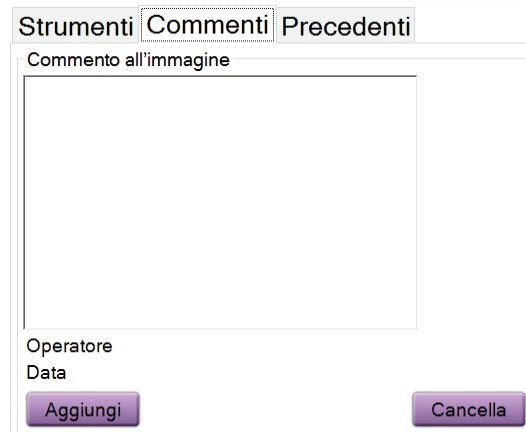 Strumenti Commenti Precedenti
Commento all'immagine
Operatore
Data
Aggiungi Cancella